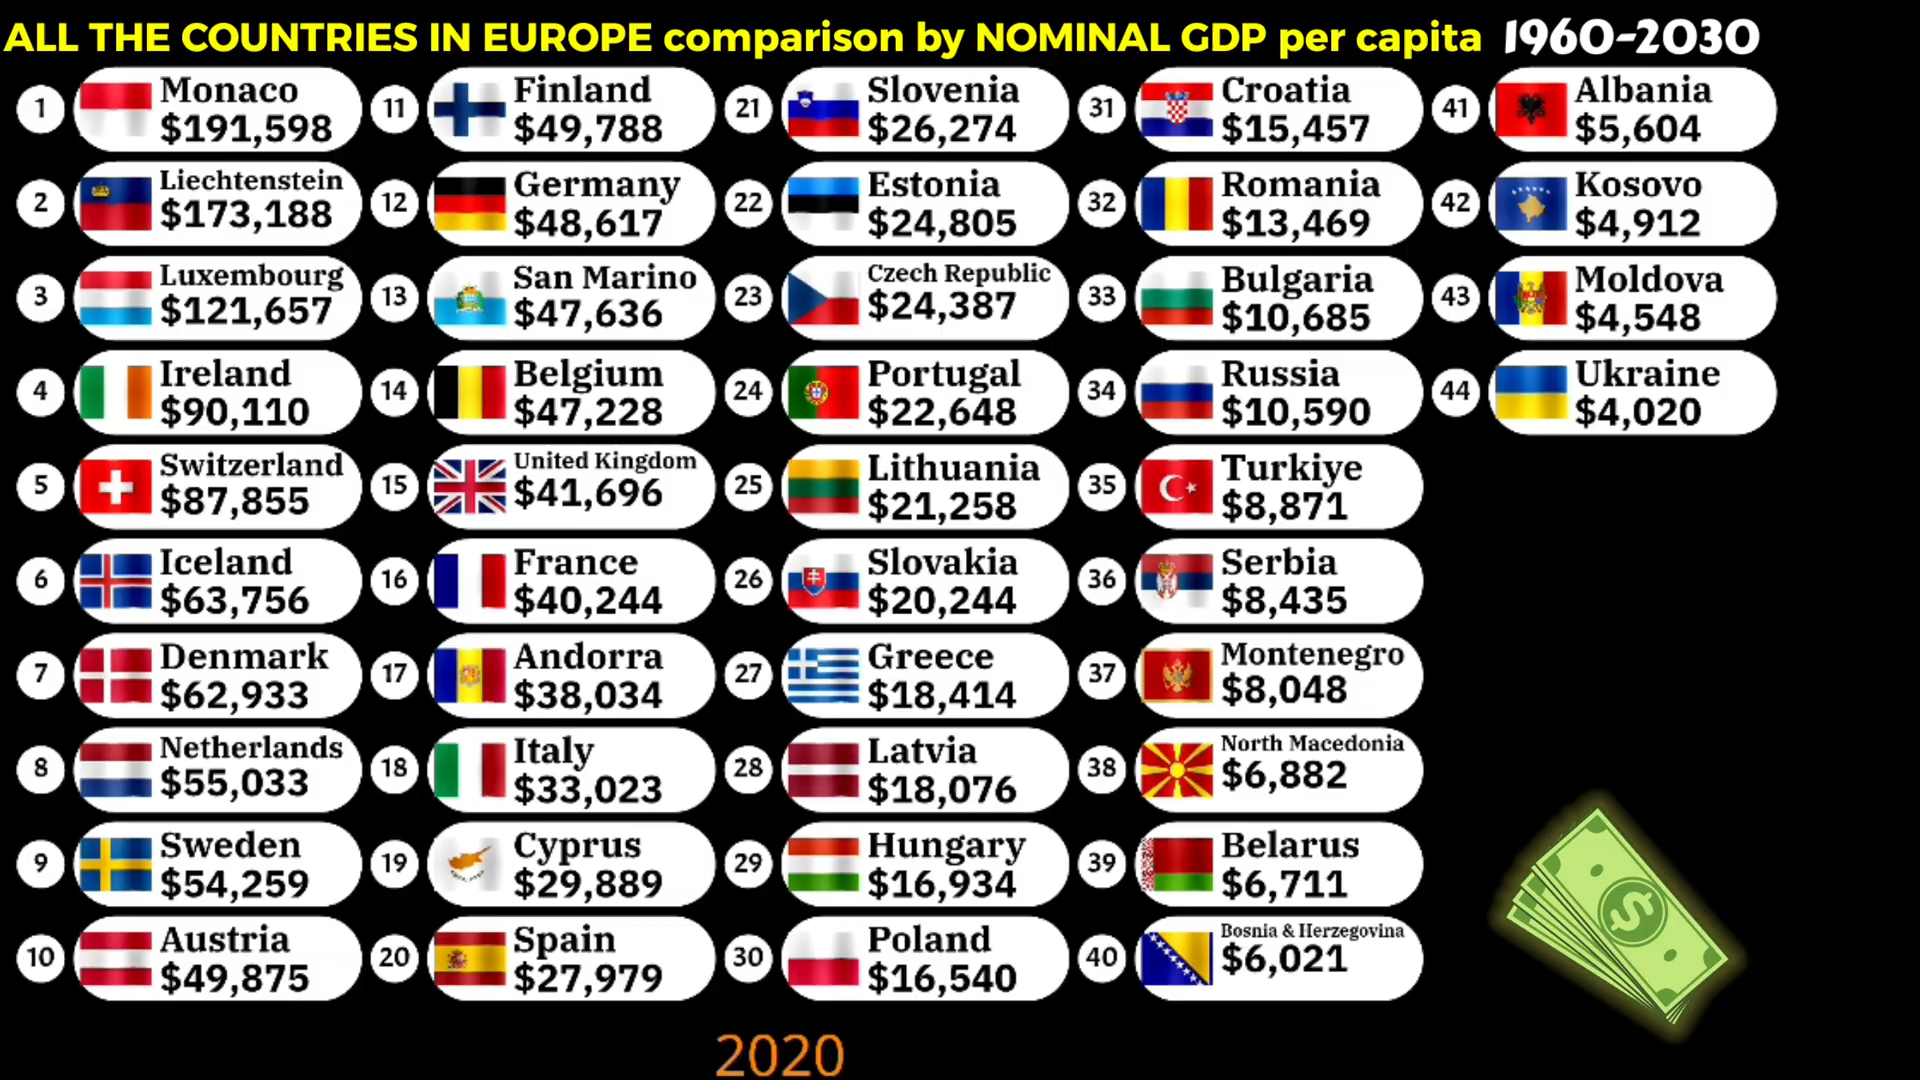 ALL THE COUNTRIES IN EUROPE comparison by NOMINAL GDP per capita 1960-2030
1
Monaco
$191,598
2
Liechtenstein
$173,188
3
Luxembourg
$121,657
4
Ireland
$90,110
5
Switzerland
$87,855
6
Iceland
$63,756
7
Denmark
$62,933
8
Netherlands
$55,033
9
Sweden
$54,259
10
Austria
$49,875
11
Finland
$49,788
12
Germany
$48,617
13
San Marino
$47,636
14
Belgium
$47,228
15
United Kingdom
$41,696
16
France
$40,244
17
Andorra
$38,034
18
Italy
$33,023
19
Cyprus
$29,889
20
Spain
$27,979
21
Slovenia
$26,274
22
Estonia
$24,805
23
Czech Republic
$24,387
24
Portugal
$22,648
25
Lithuania
$21,258
26
Slovakia
$20,244
27
Greece
$18,414
28
Latvia
$18,076
29
Hungary
$16,934
30
Poland
$16,540
31
Croatia
$15,457
32
Romania
$13,469
33
Bulgaria
$10,685
34
Russia
$10,590
35
Turkiye
$8,871
36
Serbia
$8,435
37
Montenegro
$8,048
38
North Macedonia
$6,882
39
Belarus
$6,711
40
Bosnia & Herzegovina
$6,021
41
Albania
$5,604
42
Kosovo
$4,912
43
Moldova
$4,548
44
Ukraine
$4,020
$
2020